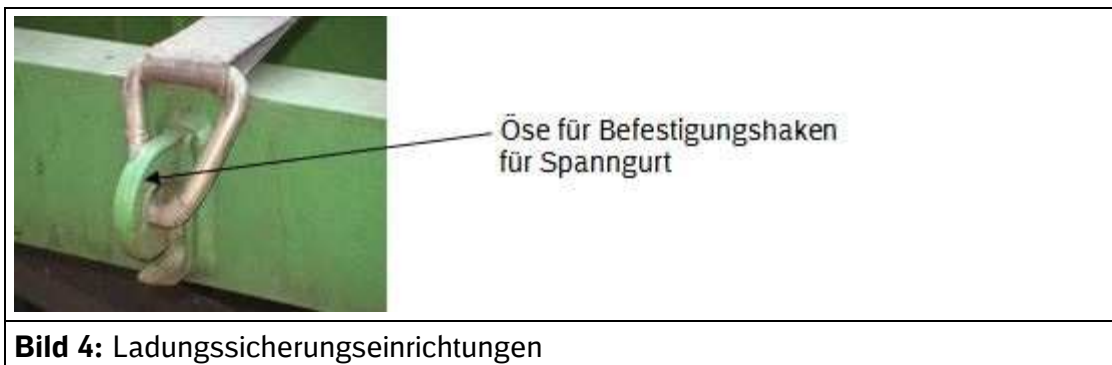 Öse für Befestigungshaken
für Spanngurt
Bild 4: Ladungssicherungseinrichtungen